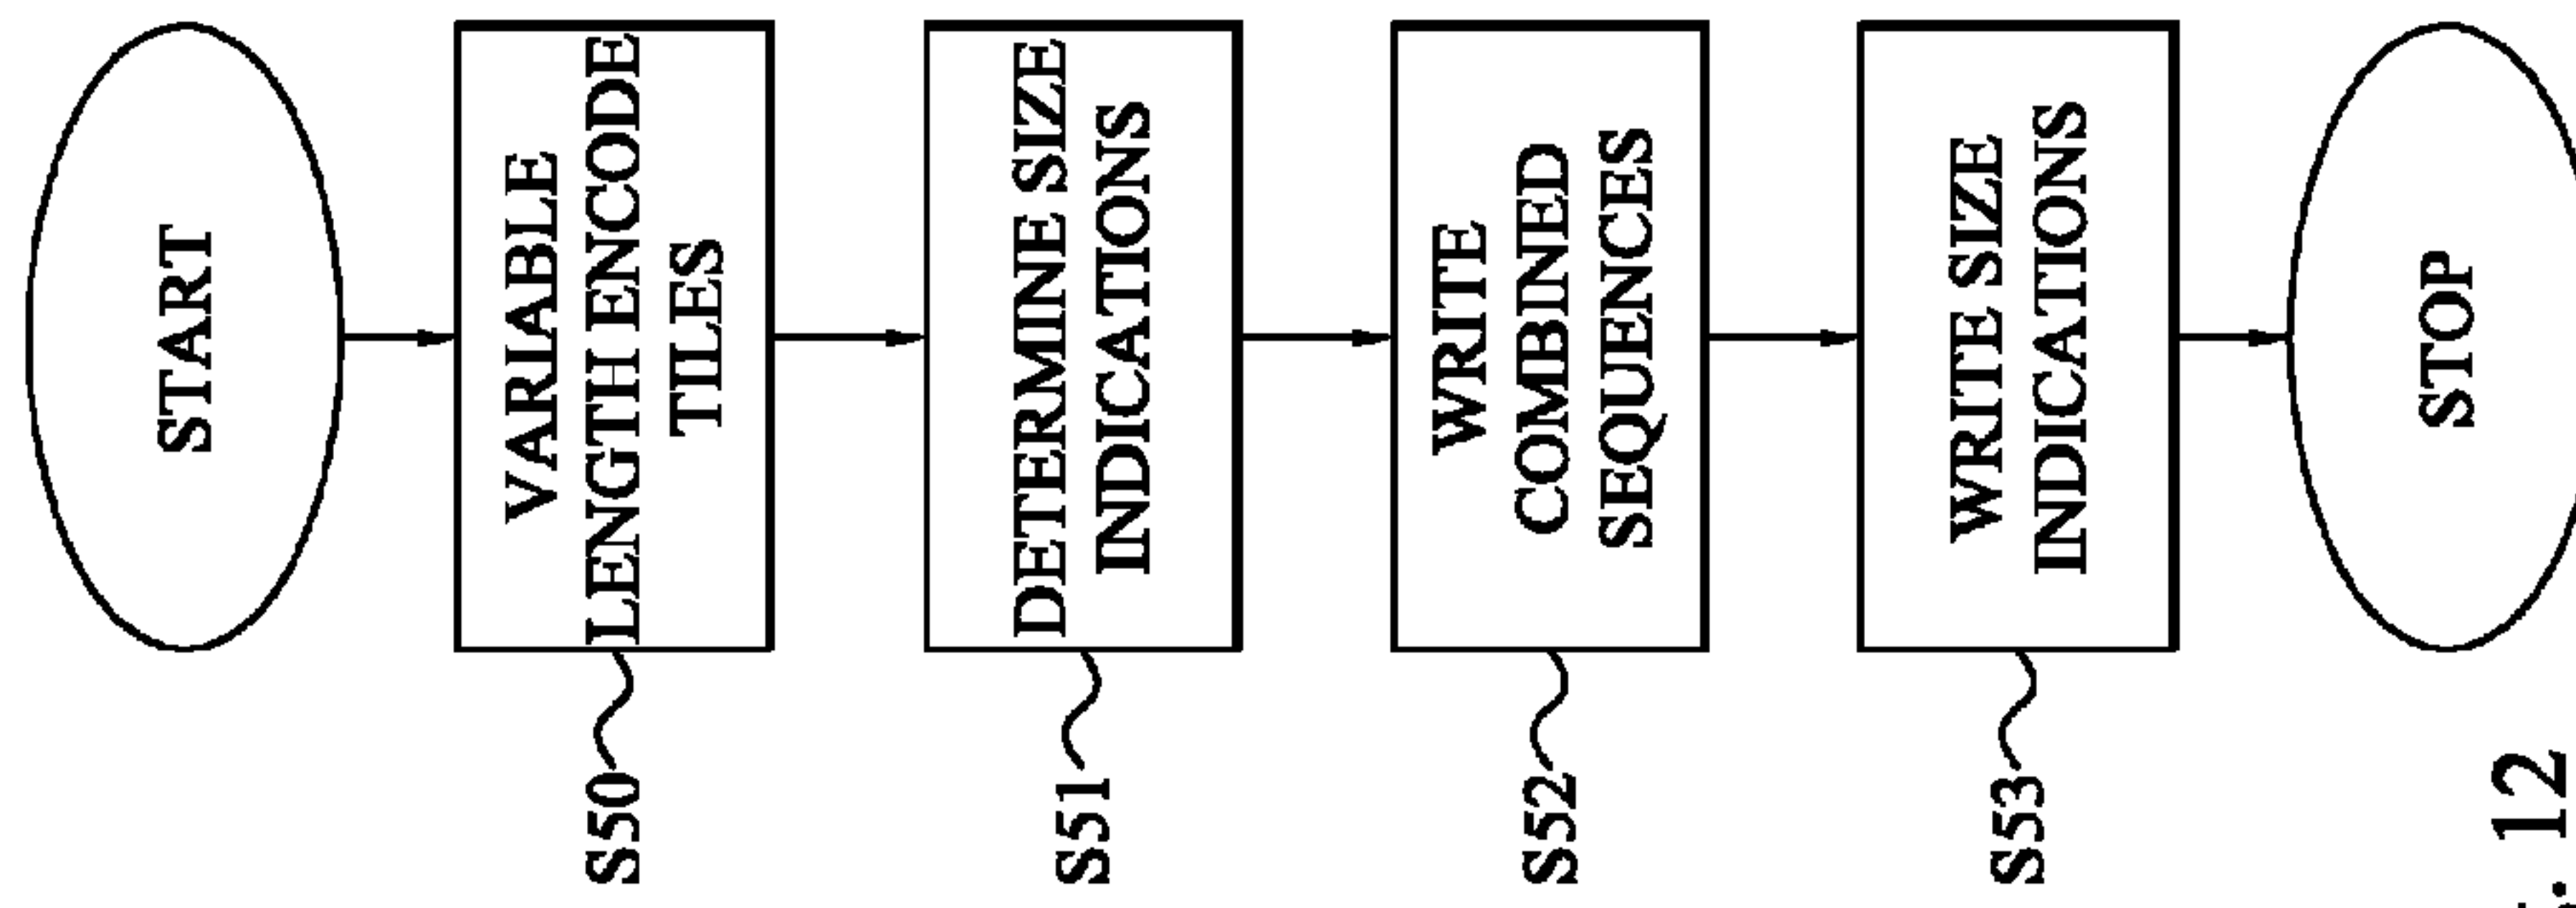 START
S50
VARIABLE
LENGTH ENCODE
TILES
S51
DETERMINE SIZE
INDICATIONS
S52
WRITE
COMBINED
SEQUENCES
S53
WRITE SIZE
INDICATIONS
STOP
12